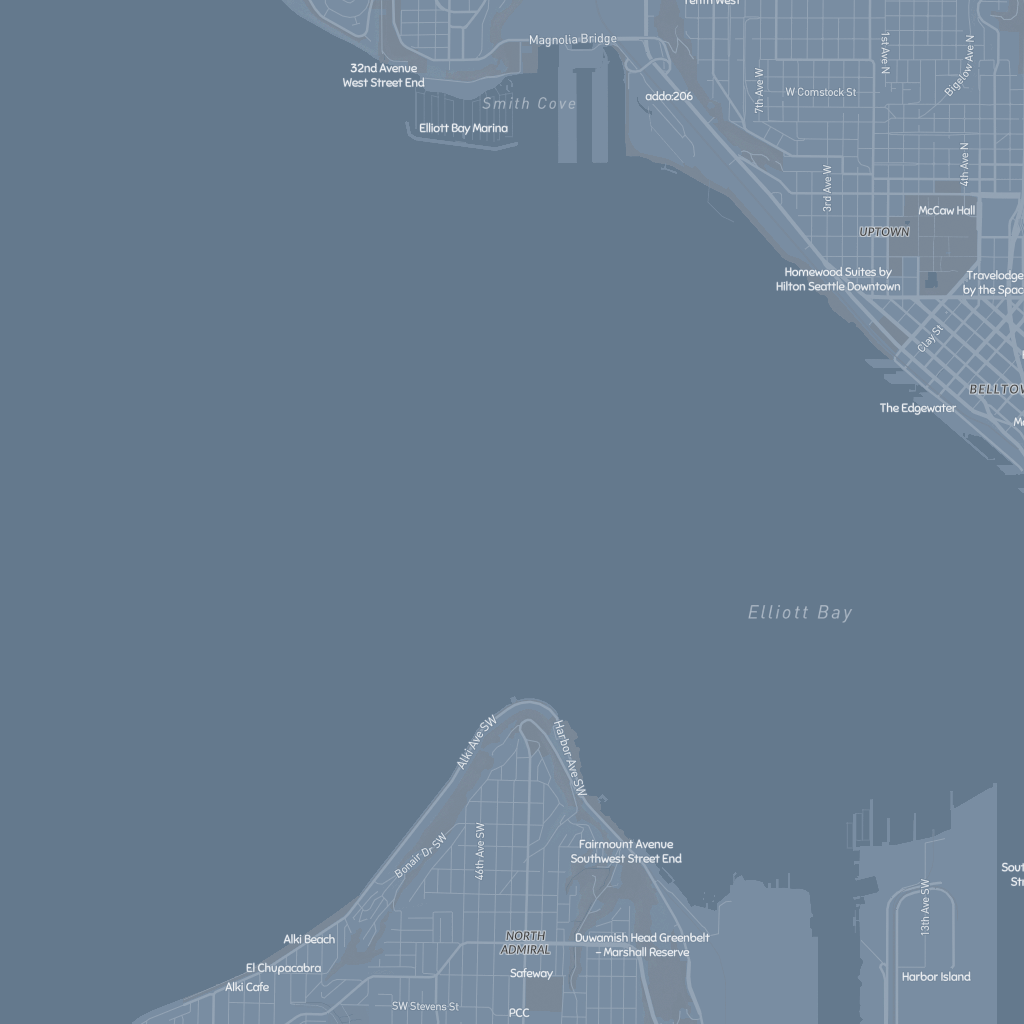 Tenth West
Magnolia Bridge
1st Ave N
Bigelow Ave N
32nd Avenue
West Street End
7th Ave W
W Comstock St
addo:206
Smith Cove
Elliott Bay Marina
4th Ave N
3rd Ave W
McCaw Hall
UPTOWN
Homewood Suites by
Hilton Seattle Downtown
Travelodge
by the Spac
Clay St
BELLTOW
The Edgewater
Elliott Bay
Alki Ave SW
Harbor Ave SW
Bonair Dr SW
46th Ave SW
Fairmount Avenue
Southwest Street End
Sout
13th Ave SW
Alki Beach
NORTH
ADMIRAL
Duwamish Head Greenbelt
– Marshall Reserve
El Chupacabra
Safeway
Harbor Island
Alki Cafe
SW Stevens St
PCC